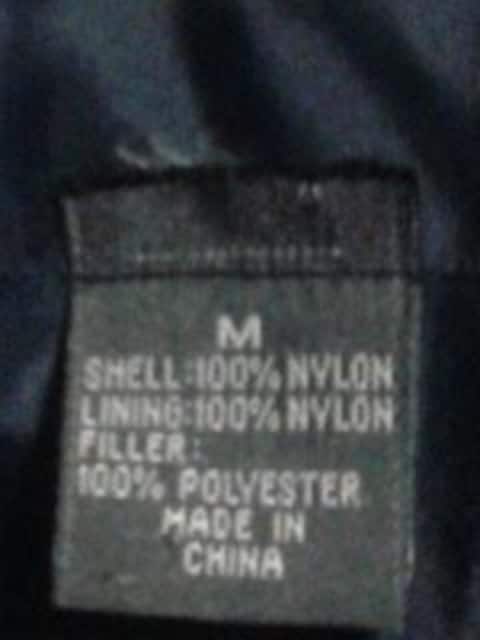 M
SHELL:100% NYLON
LINING:100% NYLON
FILLER:
100% POLYESTER
MADE IN
CHINA